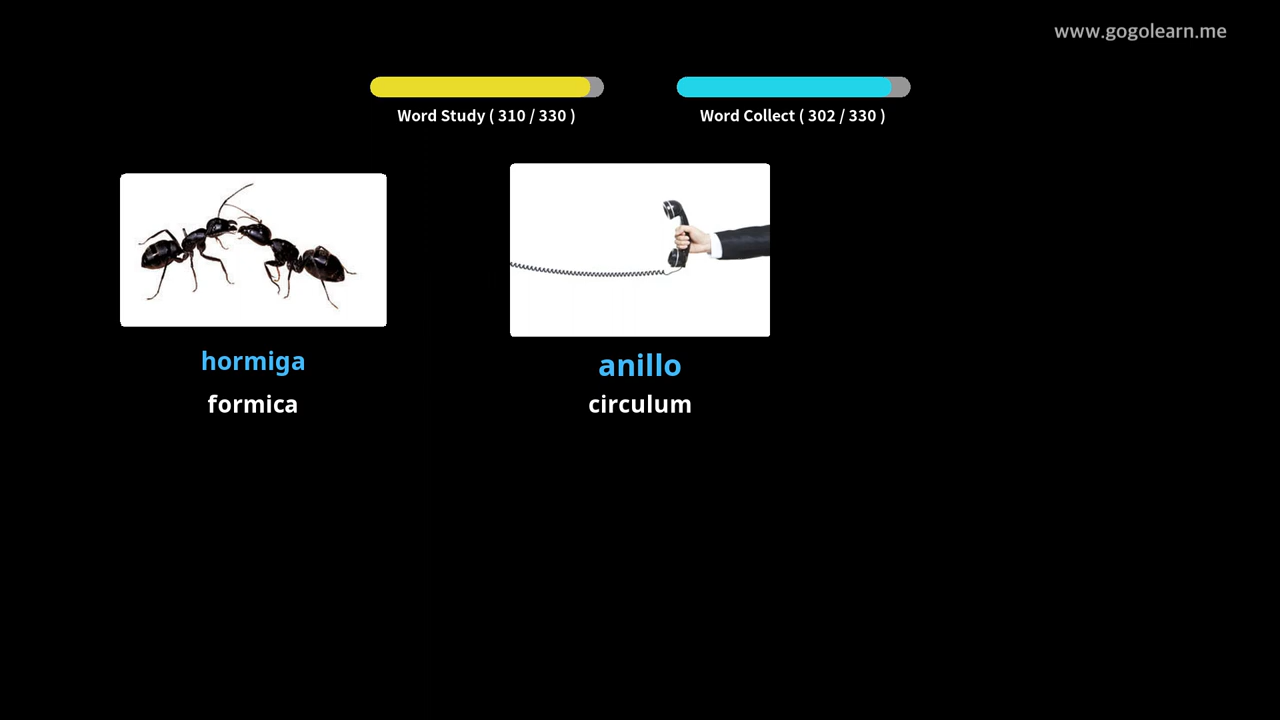 www.gogolearn.me
Word Study ( 310 / 330 )
Word Collect ( 302 / 330 )
hormiga
formica
anillo
circulum